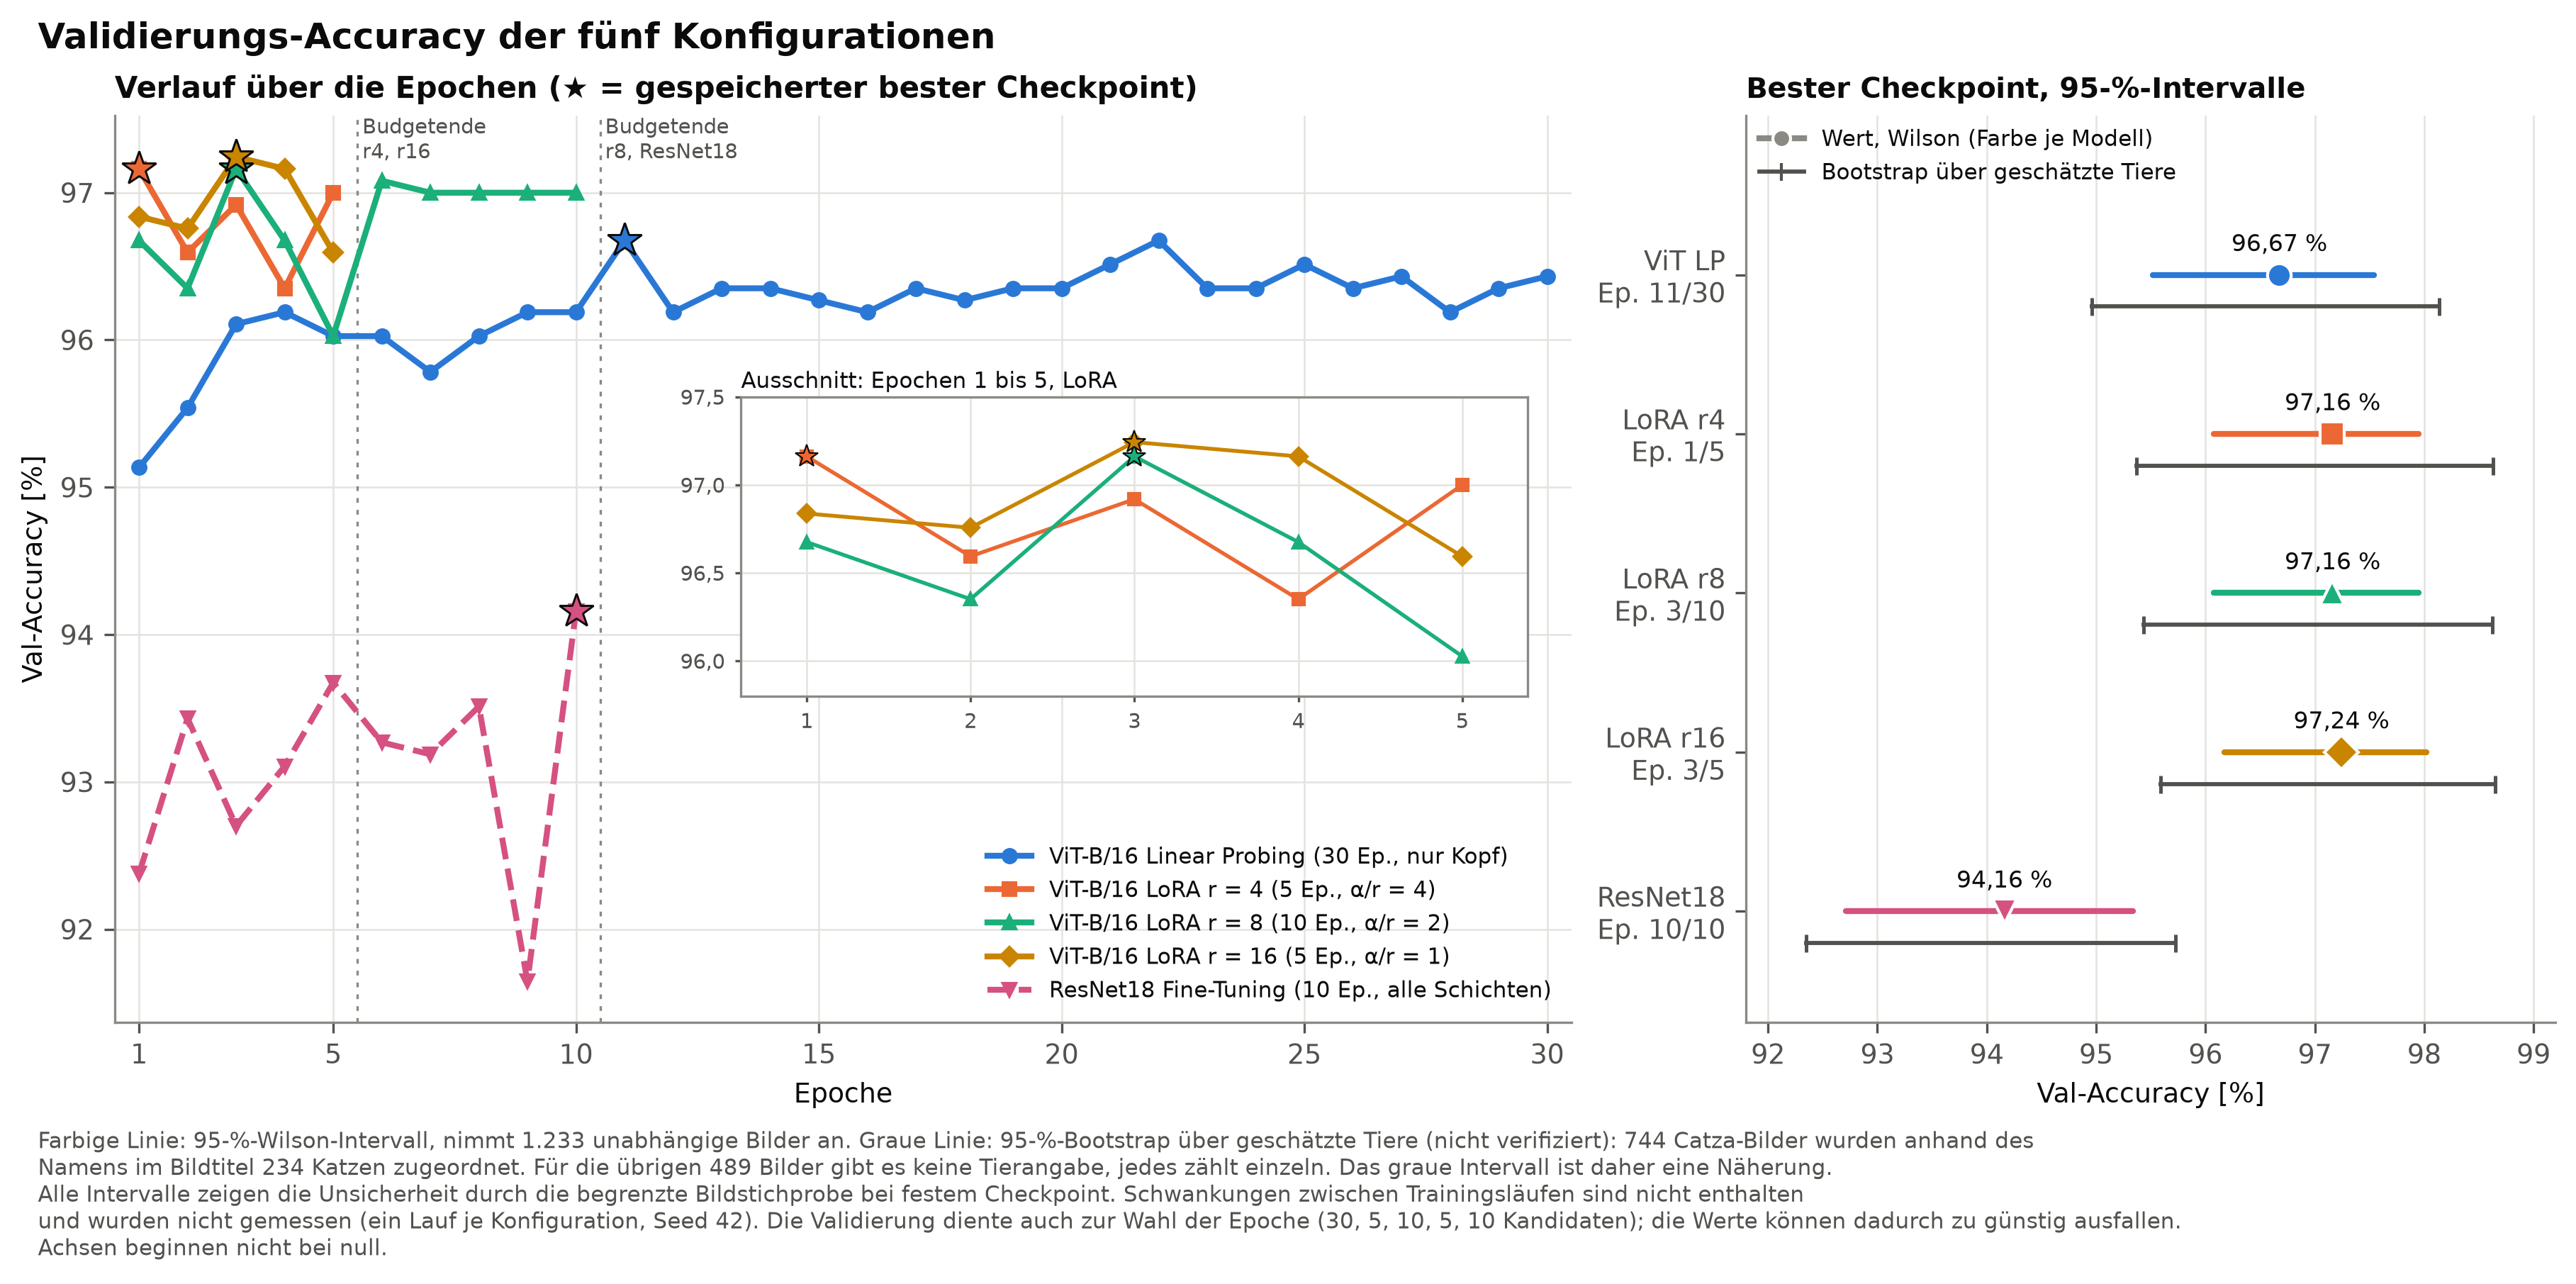 Validierungs-Accuracy der fünf Konfigurationen
Verlauf über die Epochen (★ = gespeicherter bester Checkpoint)
Budgetende
r4, r16
Budgetende
r8, ResNet18
97
96
95
94
93
92
Val-Accuracy [%]
1
5
10
15
20
25
30
Epoche
Ausschnitt: Epochen 1 bis 5, LoRA
97,5
97,0
96,5
96,0
1
2
3
4
5
ViT-B/16 Linear Probing (30 Ep., nur Kopf)
ViT-B/16 LoRA r = 4 (5 Ep., α/r = 4)
ViT-B/16 LoRA r = 8 (10 Ep., α/r = 2)
ViT-B/16 LoRA r = 16 (5 Ep., α/r = 1)
ResNet18 Fine-Tuning (10 Ep., alle Schichten)
Bester Checkpoint, 95-%-Intervalle
Wert, Wilson (Farbe je Modell)
Bootstrap über geschätzte Tiere
ViT LP
Ep. 11/30
96,67 %
LoRA r4
Ep. 1/5
97,16 %
LoRA r8
Ep. 3/10
97,16 %
LoRA r16
Ep. 3/5
97,24 %
ResNet18
Ep. 10/10
94,16 %
92
93
94
95
96
97
98
99
Val-Accuracy [%]
Farbige Linie: 95-%-Wilson-Intervall, nimmt 1.233 unabhängige Bilder an. Graue Linie: 95-%-Bootstrap über geschätzte Tiere (nicht verifiziert): 744 Catza-Bilder wurden anhand des
Namens im Bildtitel 234 Katzen zugeordnet. Für die übrigen 489 Bilder gibt es keine Tierangabe, jedes zählt einzeln. Das graue Intervall ist daher eine Näherung.
Alle Intervalle zeigen die Unsicherheit durch die begrenzte Bildstichprobe bei festem Checkpoint. Schwankungen zwischen Trainingsläufen sind nicht enthalten
und wurden nicht gemessen (ein Lauf je Konfiguration, Seed 42). Die Validierung diente auch zur Wahl der Epoche (30, 5, 10, 5, 10 Kandidaten); die Werte können dadurch zu günstig ausfallen.
Achsen beginnen nicht bei null.